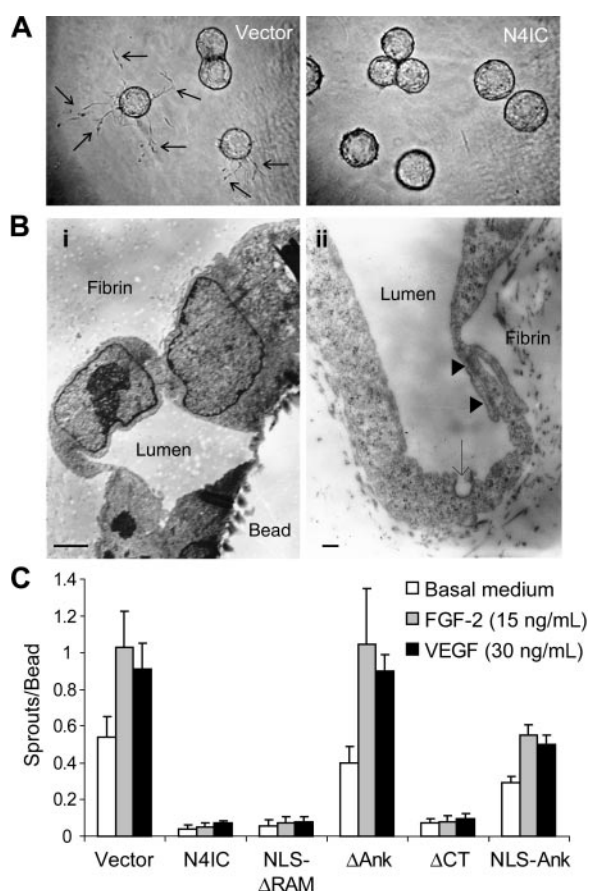 A
Vector
N4IC
B
i
ii
Fibrin
Lumen
Bead
Lumen
Fibrin
C
Basal medium
FGF-2 (15 ng/mL)
VEGF (30 ng/mL)
Sprouts/Bead
1.4
1.2
1
0.8
0.6
0.4
0.2
0
Vector
N4IC
NLS-
ΔRAM
ΔAnk
ΔCT
NLS-Ank